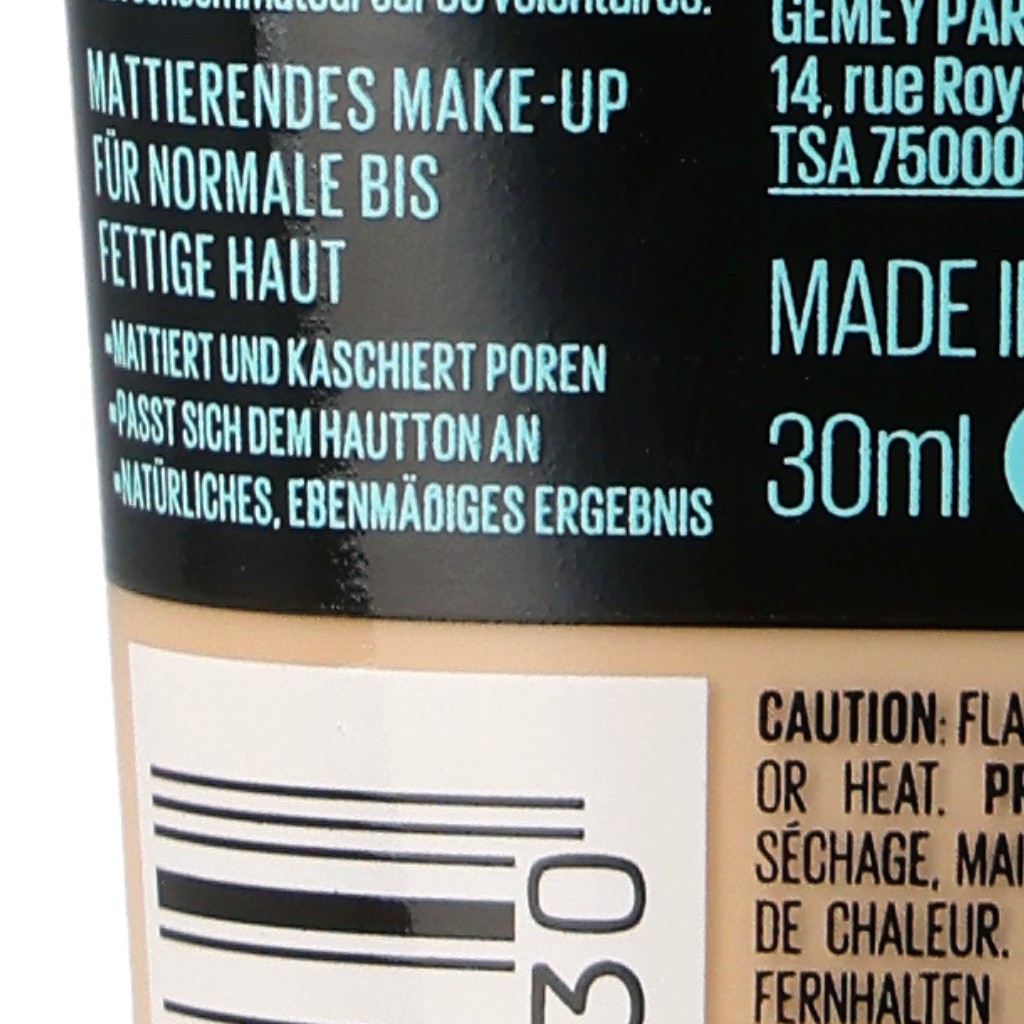 MATTIERENDES MAKE-UP
FÜR NORMALE BIS
FETTIGE HAUT
▪MATTIERT UND KASCHIERT POREN
▪PASST SICH DEM HAUTTON AN
▪NATÜRLICHES, EBENMÄßIGES ERGEBNIS
GEMEY PAR
14, rue Roy
TSA 75000
MADE I
30ml
30
CAUTION: FLA
OR HEAT. PR
SÉCHAGE, MAI
DE CHALEUR.
FERNHALTEN